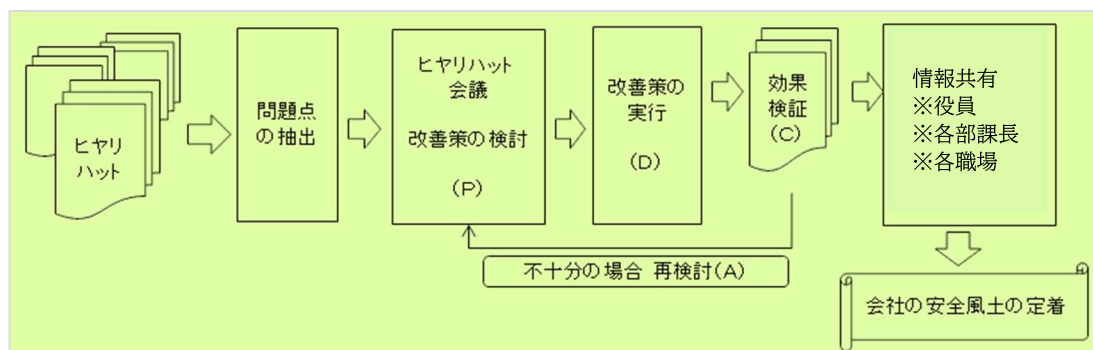 ヒヤリ
ハット
問題点
の抽出
ヒヤリハット
会議
改善策の検討
(P)
改善策の
実行
(D)
効果
検証
(C)
情報共有
※役員
※各部課長
※各職場
不十分の場合 再検討(A)
会社の安全風土の定着